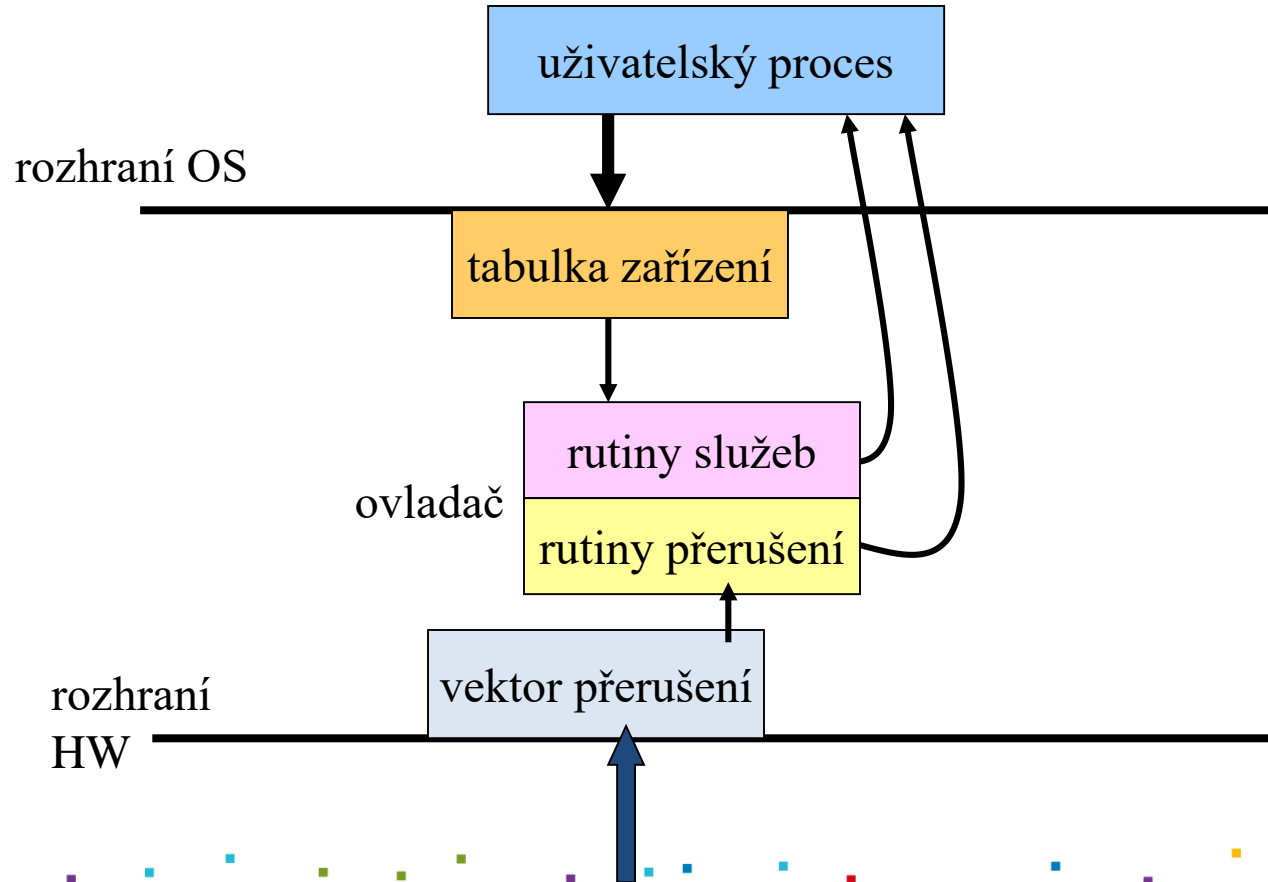 uživatelský proces
rozhraní OS
tabulka zařízení
rutiny služeb
ovladač
rutiny přerušení
vektor přerušení
rozhraní
HW